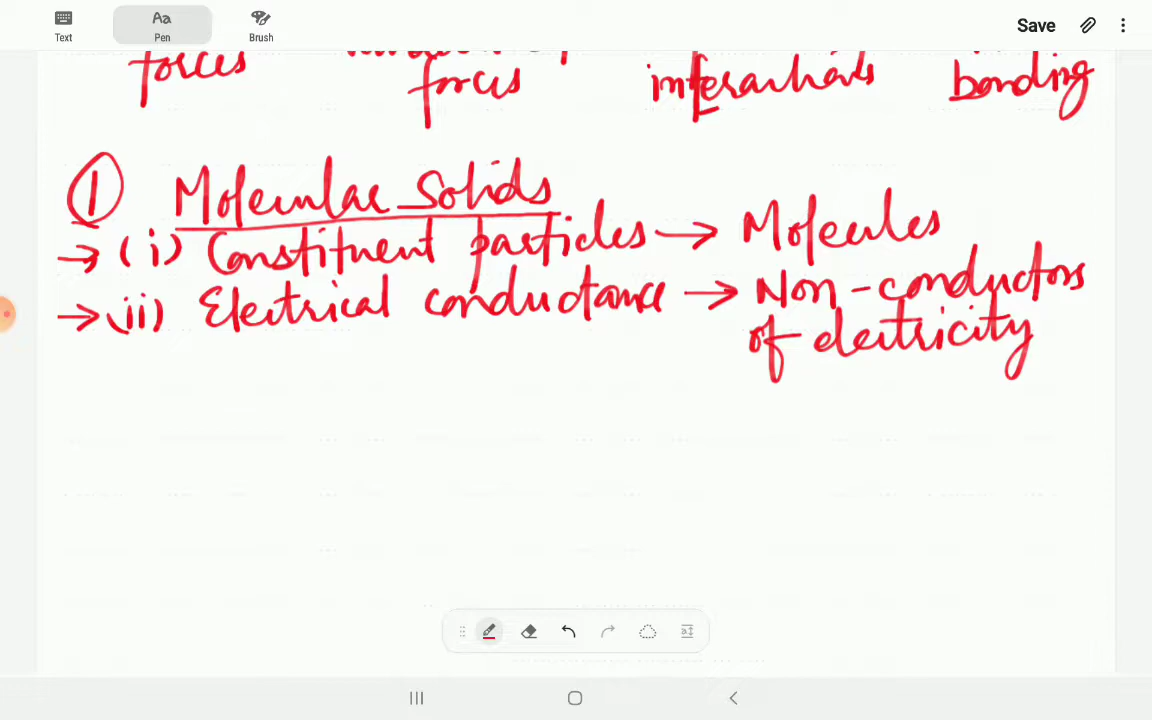 Text Pen Brush Save
forces forces interactions bonding
① Molecular Solids
→ (i) Constituent particles → Molecules
→ (ii) Electrical conductance → Non-conductors
of electricity